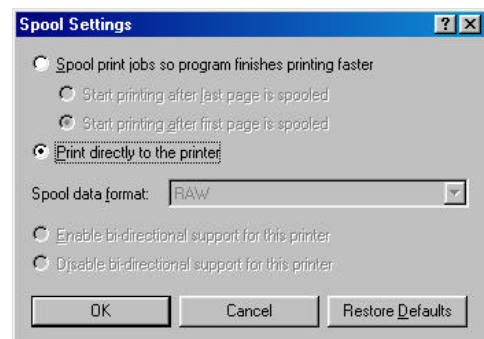 Spool Settings
Spool print jobs so program finishes printing faster
Start printing after last page is spooled
Start printing after first page is spooled
Print directly to the printer
Spool data format: RAW
Enable bi-directional support for this printer
Disable bi-directional support for this printer
OK Cancel Restore Defaults